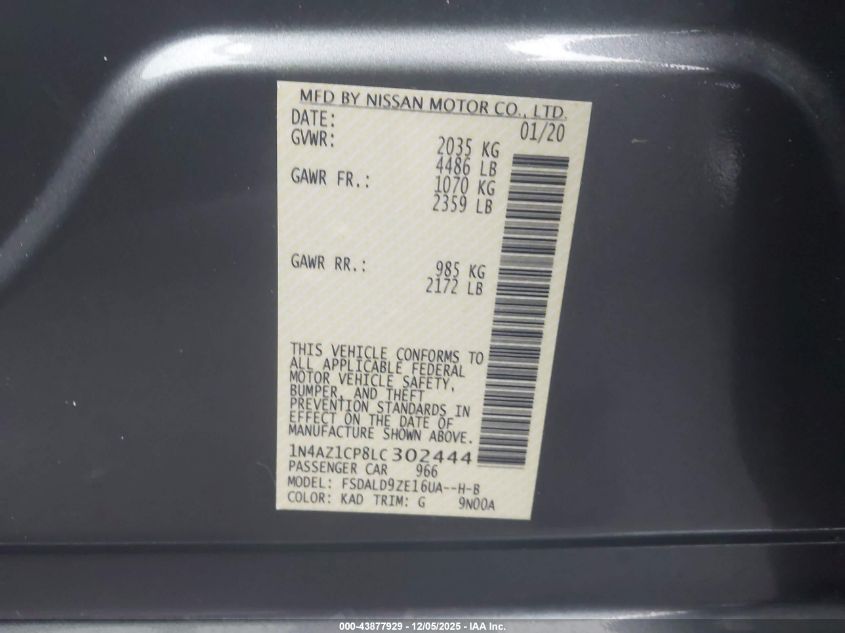 MFD BY NISSAN MOTOR CO., LTD.
DATE: 01/20
GVWR: 2035 KG
4486 LB
GAWR FR.: 1070 KG
2359 LB
GAWR RR.: 985 KG
2172 LB
THIS VEHICLE CONFORMS TO
ALL APPLICABLE FEDERAL
MOTOR VEHICLE SAFETY,
BUMPER, AND THEFT
PREVENTION STANDARDS IN
EFFECT ON THE DATE OF
MANUFACTURE SHOWN ABOVE.
1N4AZ1CP8LC302444
PASSENGER CAR 966
MODEL: FSDALD9ZE16UA--H-B
COLOR: KAD TRIM: G 9N00A
000-43877929 - 12/05/2025 - IAA Inc.